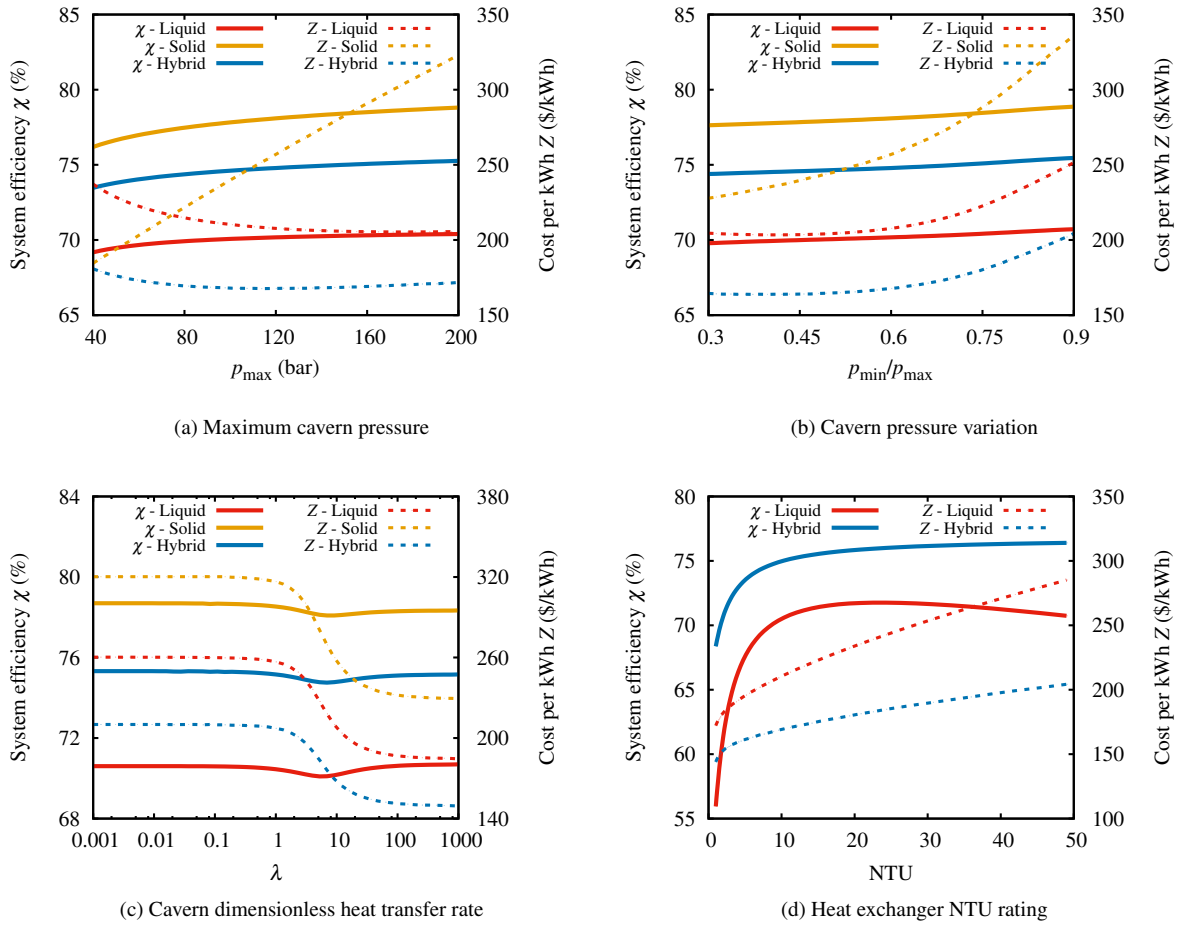 85
80
75
70
65
System efficiency χ (%)
350
300
250
200
150
Cost per kWh Z ($/kWh)
χ - Liquid
χ - Solid
χ - Hybrid
Z - Liquid
Z - Solid
Z - Hybrid
40 80 120 160 200
p_max (bar)
(a) Maximum cavern pressure
85
80
75
70
65
System efficiency χ (%)
350
300
250
200
150
Cost per kWh Z ($/kWh)
χ - Liquid
χ - Solid
χ - Hybrid
Z - Liquid
Z - Solid
Z - Hybrid
0.3 0.45 0.6 0.75 0.9
p_min/p_max
(b) Cavern pressure variation
84
80
76
72
68
System efficiency χ (%)
380
320
260
210
140
Cost per kWh Z ($/kWh)
χ - Liquid
χ - Solid
χ - Hybrid
Z - Liquid
Z - Solid
Z - Hybrid
0.001 0.01 0.1 1 10 100 1000
λ
(c) Cavern dimensionless heat transfer rate
80
75
70
65
60
55
System efficiency χ (%)
350
300
250
200
150
100
Cost per kWh Z ($/kWh)
χ - Liquid
χ - Hybrid
Z - Liquid
Z - Hybrid
0 10 20 30 40 50
NTU
(d) Heat exchanger NTU rating